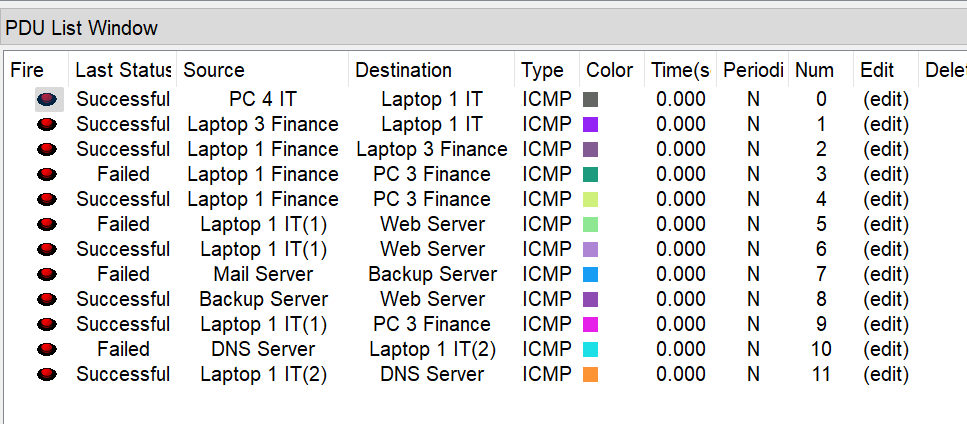 PDU List Window
Fire Last Status Source Destination Type Color Time(s Periodi Num Edit Delet
Successful PC 4 IT Laptop 1 IT ICMP 0.000 N 0 (edit)
Successful Laptop 3 Finance Laptop 1 IT ICMP 0.000 N 1 (edit)
Successful Laptop 1 Finance Laptop 3 Finance ICMP 0.000 N 2 (edit)
Failed Laptop 1 Finance PC 3 Finance ICMP 0.000 N 3 (edit)
Successful Laptop 1 Finance PC 3 Finance ICMP 0.000 N 4 (edit)
Failed Laptop 1 IT(1) Web Server ICMP 0.000 N 5 (edit)
Successful Laptop 1 IT(1) Web Server ICMP 0.000 N 6 (edit)
Failed Mail Server Backup Server ICMP 0.000 N 7 (edit)
Successful Backup Server Web Server ICMP 0.000 N 8 (edit)
Successful Laptop 1 IT(1) PC 3 Finance ICMP 0.000 N 9 (edit)
Failed DNS Server Laptop 1 IT(2) ICMP 0.000 N 10 (edit)
Successful Laptop 1 IT(2) DNS Server ICMP 0.000 N 11 (edit)